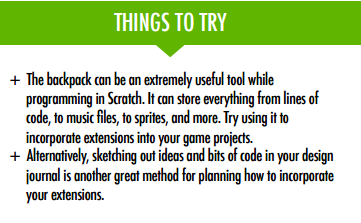 THINGS TO TRY
+ The backpack can be an extremely useful tool while
programming in Scratch. It can store everything from lines of
code, to music files, to sprites, and more. Try using it to
incorporate extensions into your game projects.
+ Alternatively, sketching out ideas and bits of code in your design
journal is another great method for planning how to incorporate
your extensions.